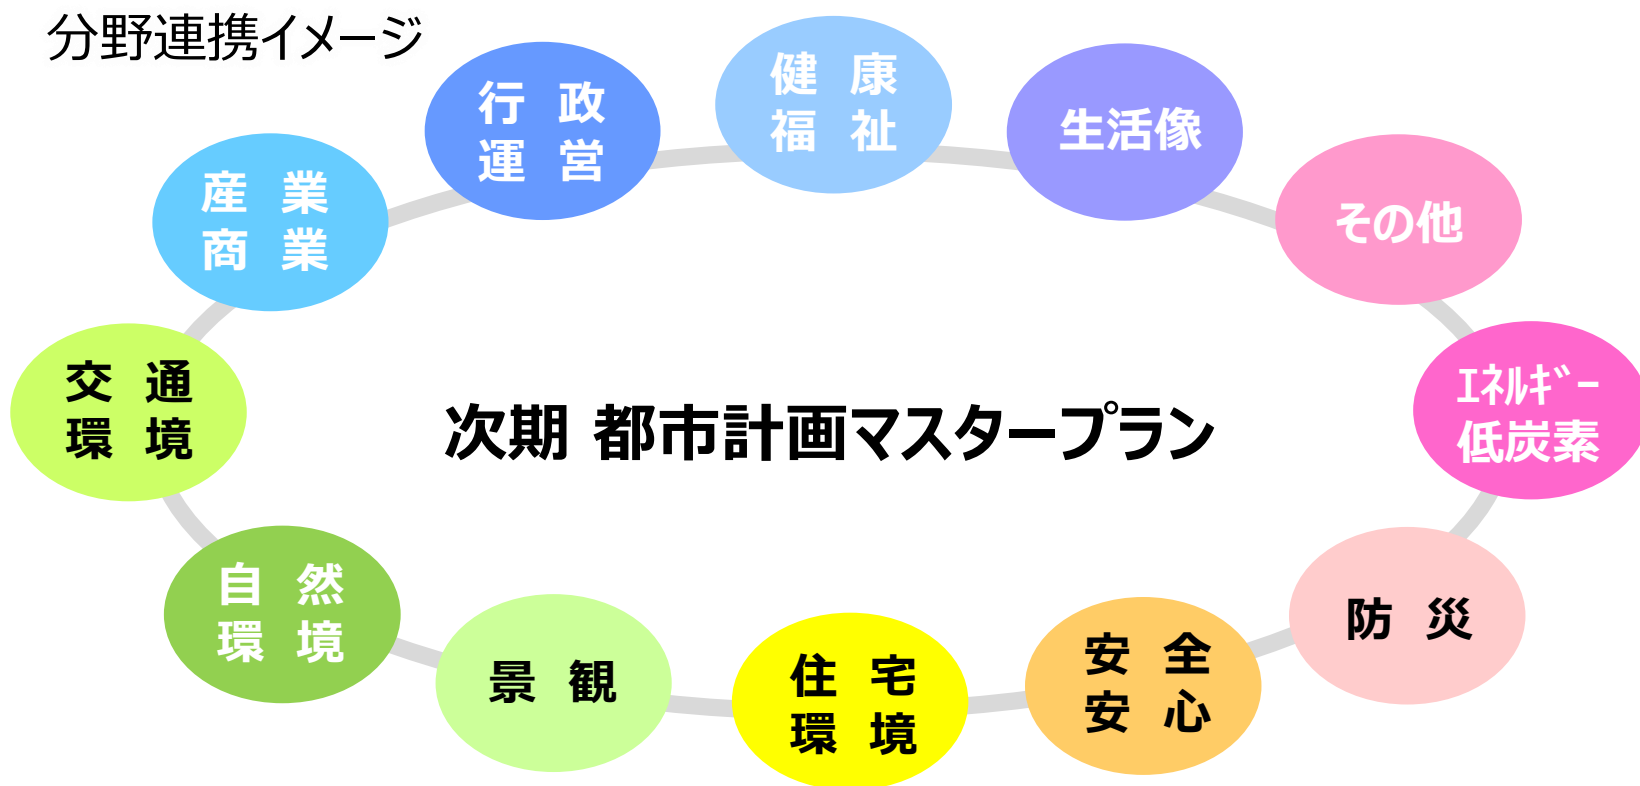 分野連携イメージ
健 康
福 祉
行 政
運 営
生活像
産 業
商 業
その他
交 通
環 境
次期 都市計画マスタープラン
ｴﾈﾙｷﾞｰ
低炭素
自 然
環 境
防 災
景 観
住 宅
環 境
安 全
安 心